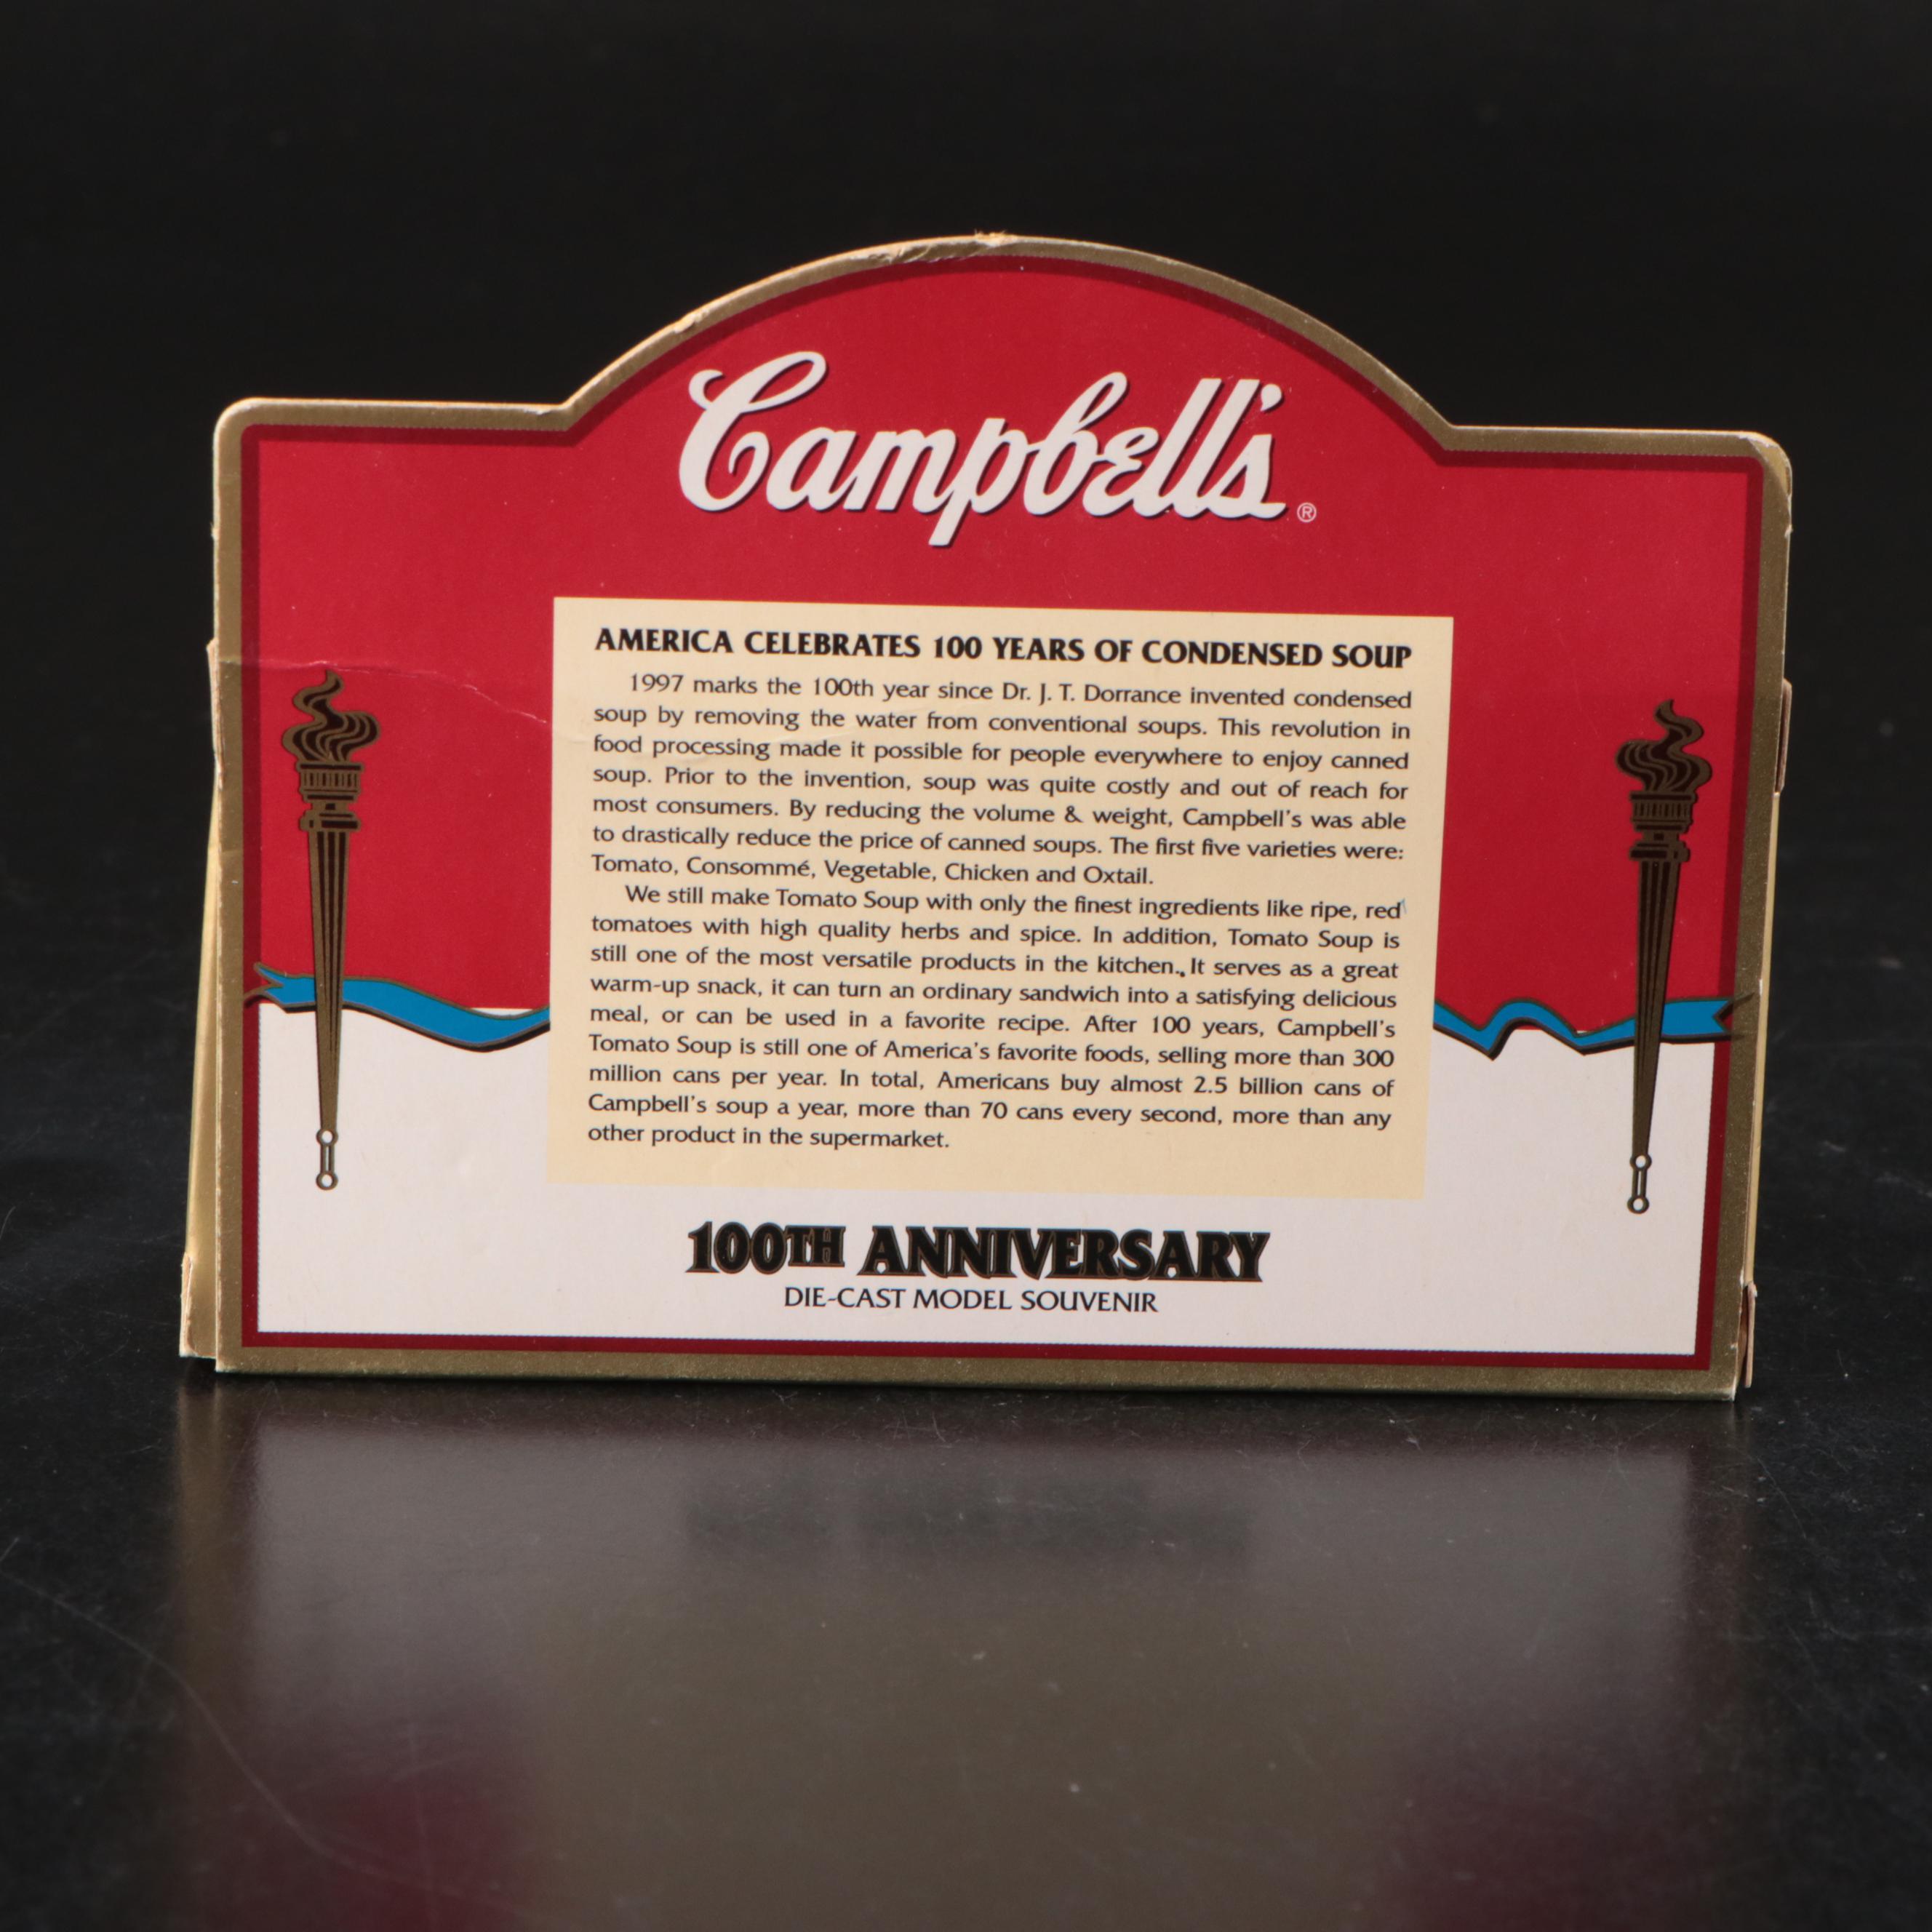 Campbell's®
AMERICA CELEBRATES 100 YEARS OF CONDENSED SOUP
1997 marks the 100th year since Dr. J. T. Dorrance invented condensed
soup by removing the water from conventional soups. This revolution in
food processing made it possible for people everywhere to enjoy canned
soup. Prior to the invention, soup was quite costly and out of reach for
most consumers. By reducing the volume & weight, Campbell's was able
to drastically reduce the price of canned soups. The first five varieties were:
Tomato, Consommé, Vegetable, Chicken and Oxtail.
We still make Tomato Soup with only the finest ingredients like ripe, red
tomatoes with high quality herbs and spice. In addition, Tomato Soup is
still one of the most versatile products in the kitchen. It serves as a great
warm-up snack, it can turn an ordinary sandwich into a satisfying delicious
meal, or can be used in a favorite recipe. After 100 years, Campbell's
Tomato Soup is still one of America's favorite foods, selling more than 300
million cans per year. In total, Americans buy almost 2.5 billion cans of
Campbell's soup a year, more than 70 cans every second, more than any
other product in the supermarket.
100TH ANNIVERSARY
DIE-CAST MODEL SOUVENIR